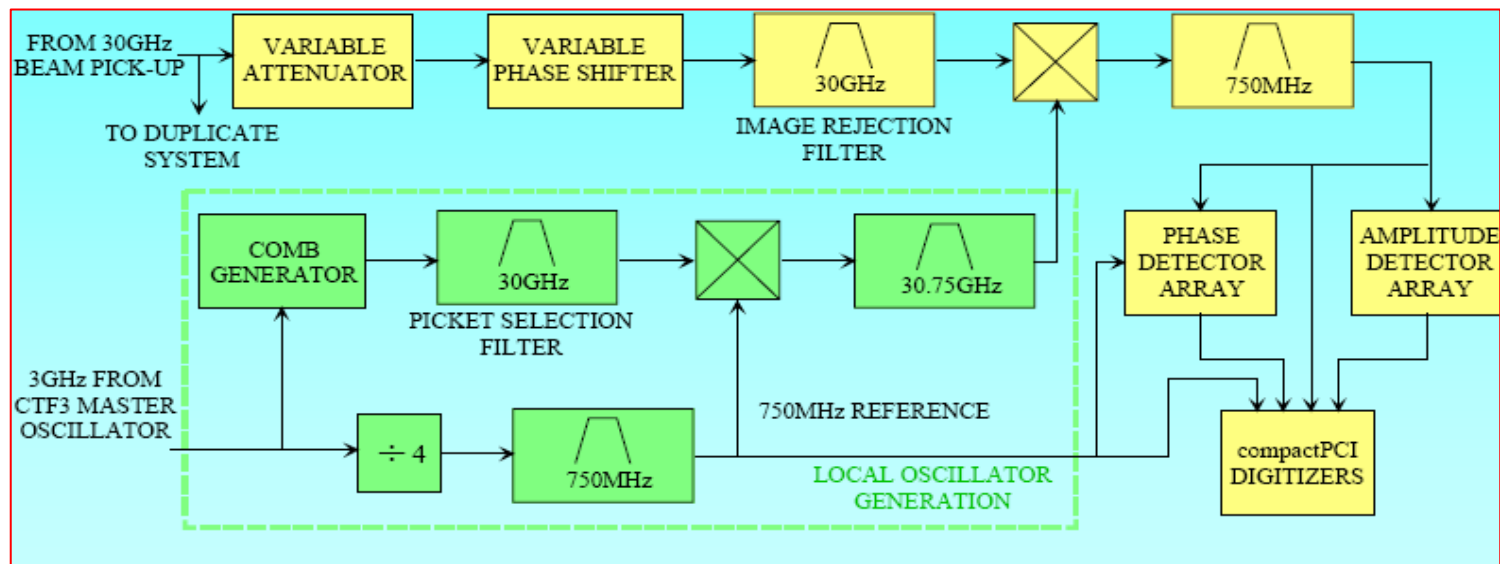 FROM 30GHz
BEAM PICK-UP
VARIABLE
ATTENUATOR
VARIABLE
PHASE SHIFTER
30GHz
750MHz
TO DUPLICATE
SYSTEM
IMAGE REJECTION
FILTER
COMB
GENERATOR
30GHz
30.75GHz
PHASE
DETECTOR
ARRAY
AMPLITUDE
DETECTOR
ARRAY
PICKET SELECTION
FILTER
3GHz FROM
CTF3 MASTER
OSCILLATOR
÷ 4
750MHz
750MHz REFERENCE
LOCAL OSCILLATOR
GENERATION
compactPCI
DIGITIZERS